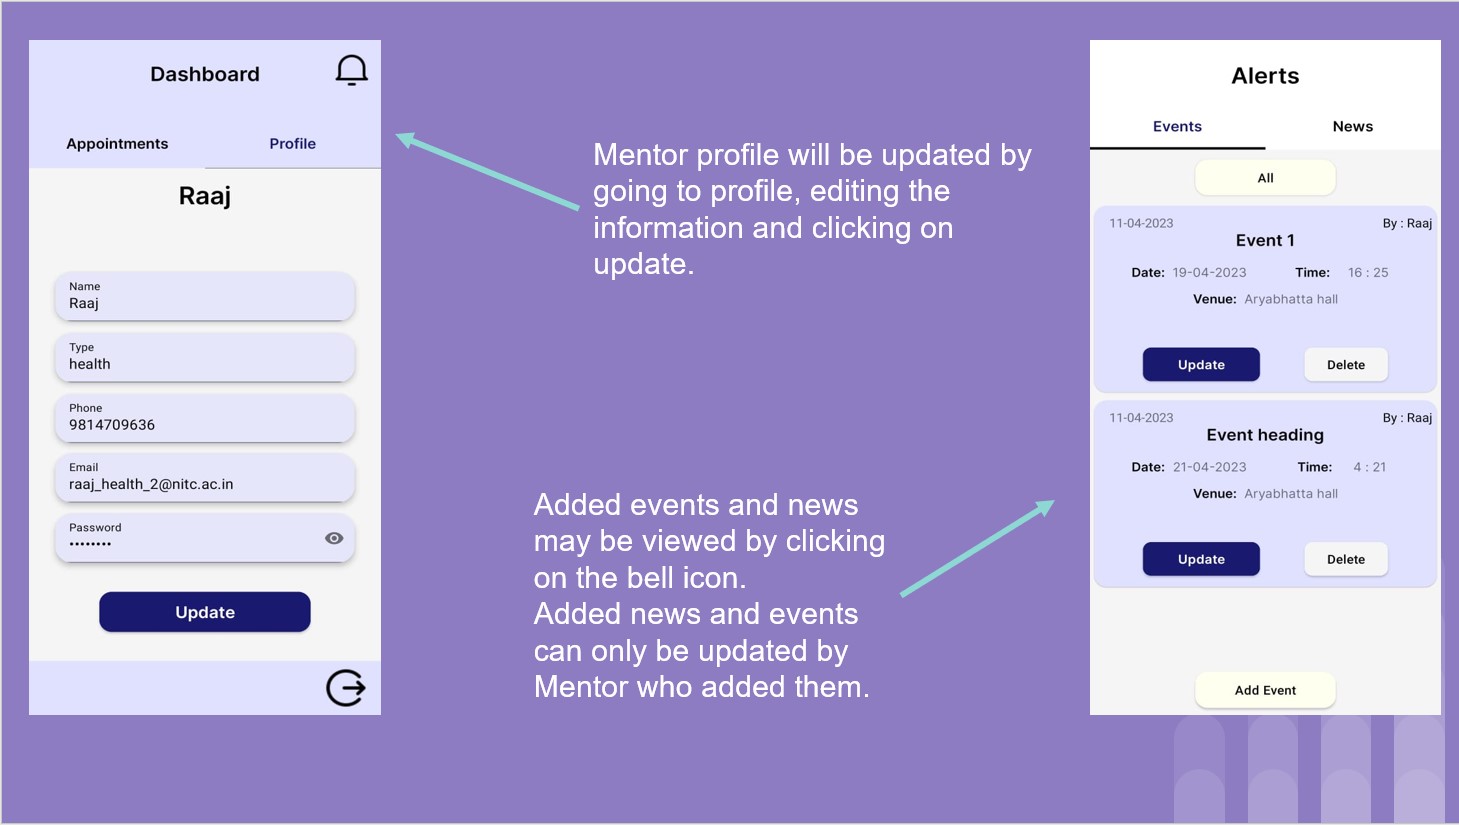 Dashboard
Appointments Profile
Raaj
Name
Raaj
Type
health
Phone
9814709636
Email
raaj_health_2@nitc.ac.in
Password
••••••••
Update
Mentor profile will be updated by
going to profile, editing the
information and clicking on
update.
Added events and news
may be viewed by clicking
on the bell icon.
Added news and events
can only be updated by
Mentor who added them.
Alerts
Events News
All
11-04-2023 By : Raaj
Event 1
Date: 19-04-2023 Time: 16 : 25
Venue: Aryabhatta hall
Update Delete
11-04-2023 By : Raaj
Event heading
Date: 21-04-2023 Time: 4 : 21
Venue: Aryabhatta hall
Update Delete
Add Event